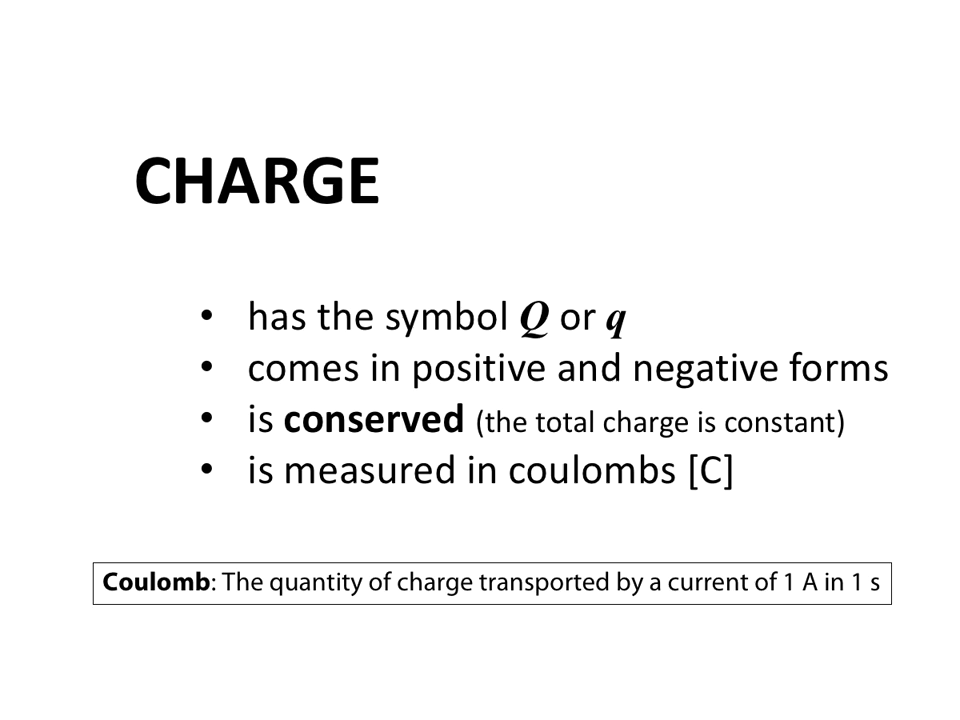 CHARGE
• has the symbol Q or q
• comes in positive and negative forms
• is conserved (the total charge is constant)
• is measured in coulombs [C]
Coulomb: The quantity of charge transported by a current of 1 A in 1 s